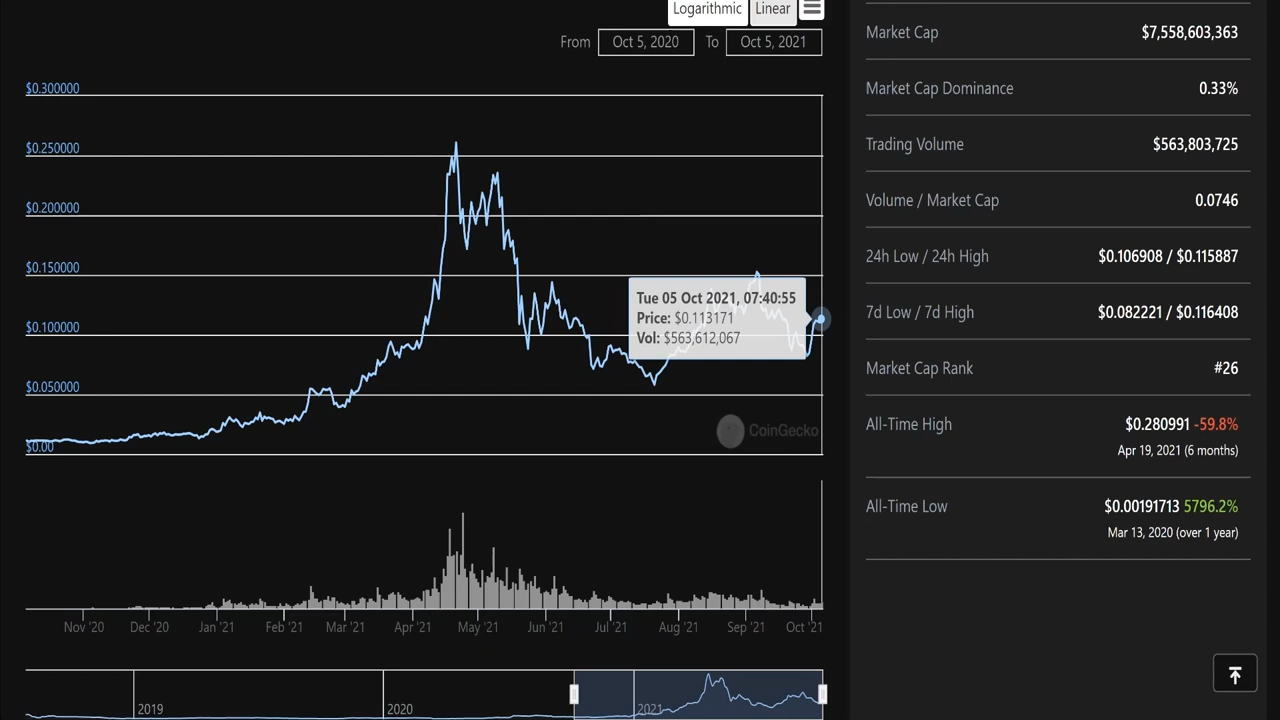 Logarithmic Linear
From Oct 5, 2020 To Oct 5, 2021
$0.300000
$0.250000
$0.200000
$0.150000
$0.100000
$0.050000
$0.00
Tue 05 Oct 2021, 07:40:55
Price: $0.113171
Vol: $563,612,067
CoinGecko
Nov '20 Dec '20 Jan '21 Feb '21 Mar '21 Apr '21 May '21 Jun '21 Jul '21 Aug '21 Sep '21 Oct '21
2019 2020 2021
Market Cap $7,558,603,363
Market Cap Dominance 0.33%
Trading Volume $563,803,725
Volume / Market Cap 0.0746
24h Low / 24h High $0.106908 / $0.115887
7d Low / 7d High $0.082221 / $0.116408
Market Cap Rank #26
All-Time High $0.280991 -59.8%
Apr 19, 2021 (6 months)
All-Time Low $0.00191713 5796.2%
Mar 13, 2020 (over 1 year)